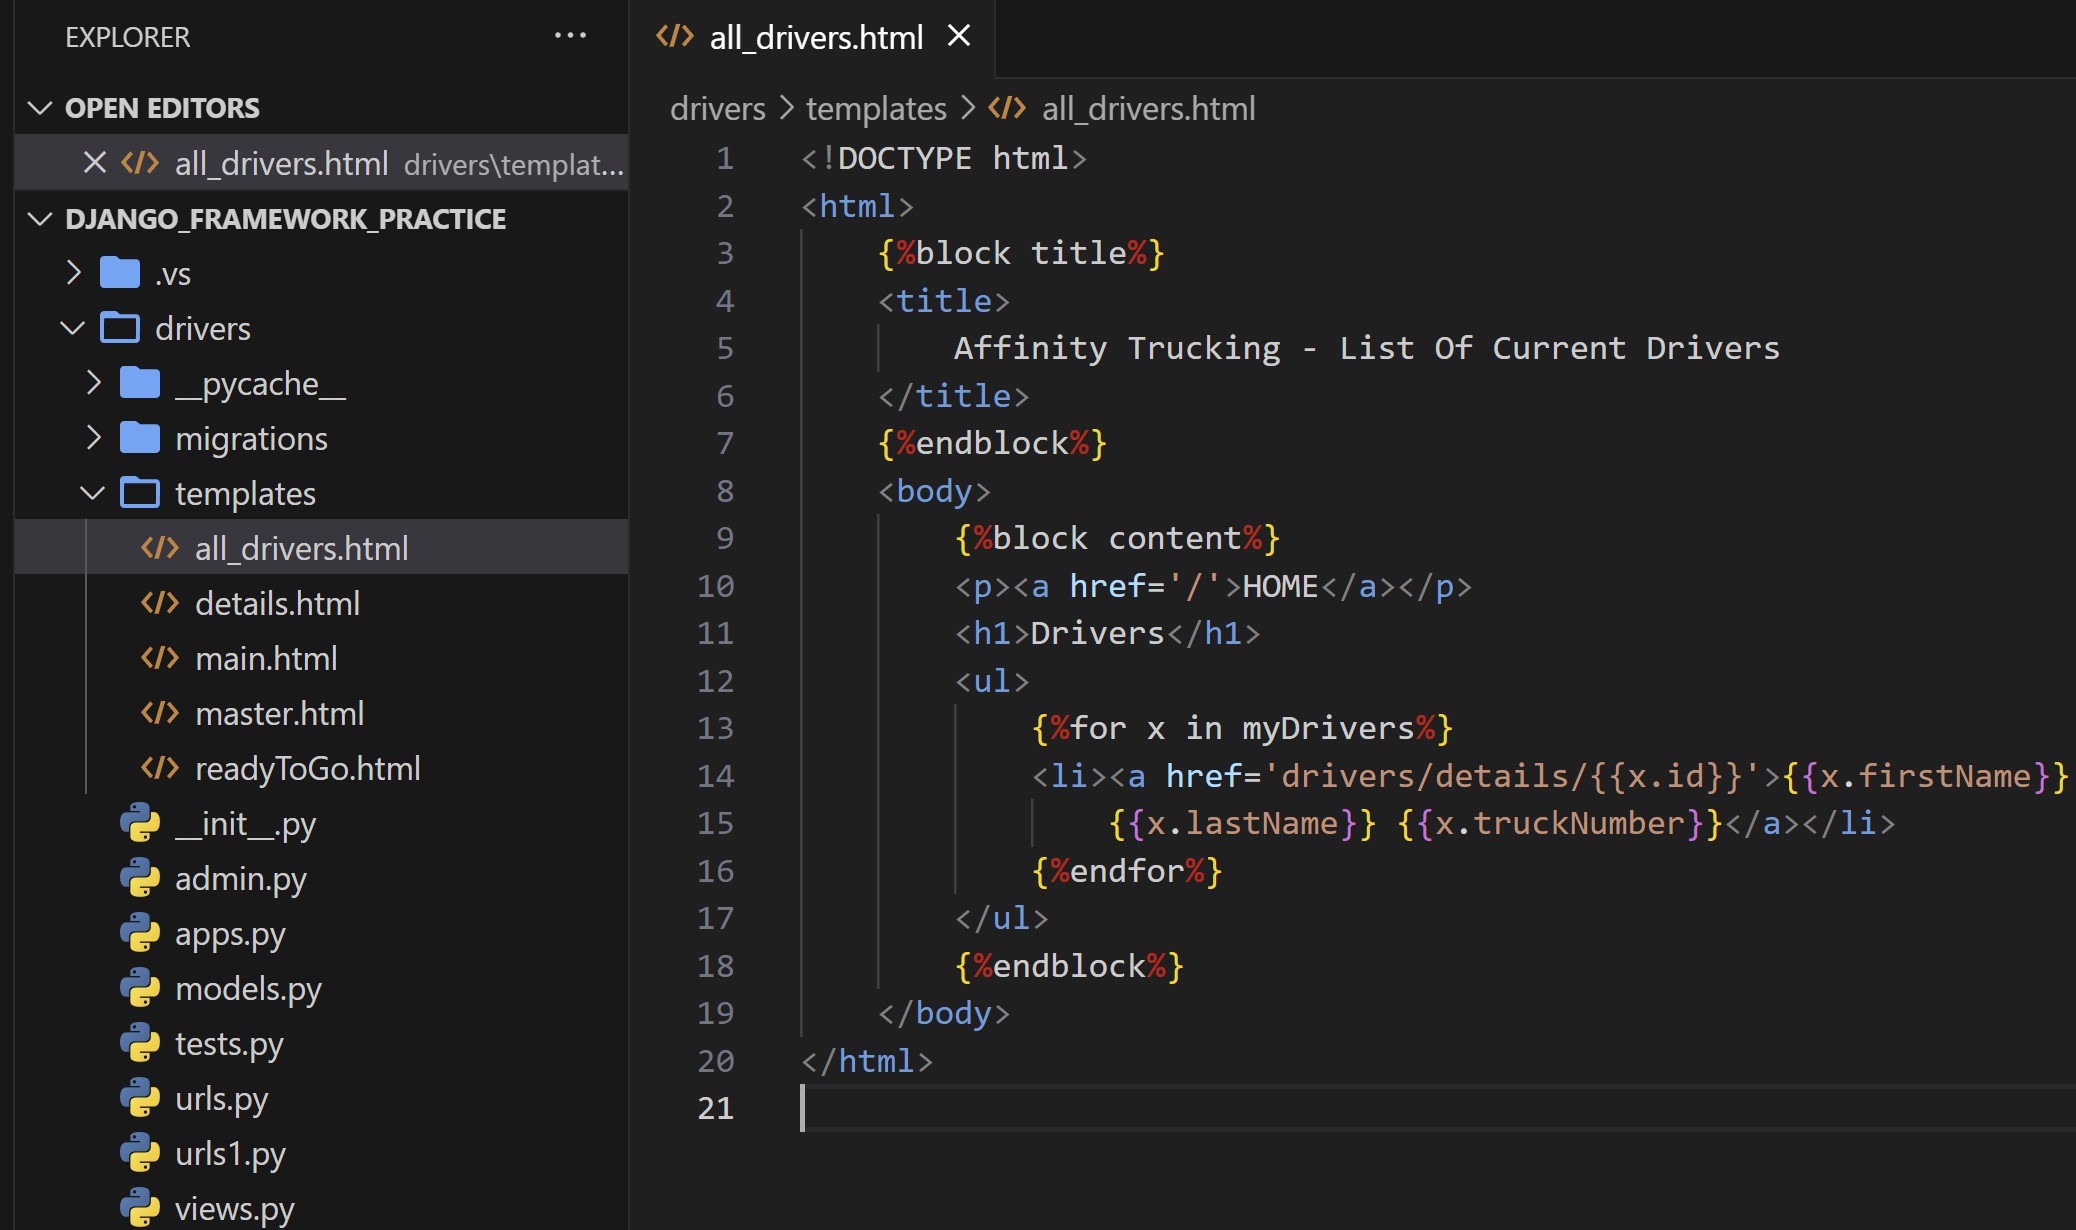 EXPLORER ...
OPEN EDITORS
all_drivers.html drivers\templat...
DJANGO_FRAMEWORK_PRACTICE
.vs
drivers
__pycache__
migrations
templates
all_drivers.html
details.html
main.html
master.html
readyToGo.html
__init__.py
admin.py
apps.py
models.py
tests.py
urls.py
urls1.py
views.py
all_drivers.html
drivers > templates > all_drivers.html
1 <!DOCTYPE html>
2 <html>
3 {%block title%}
4 <title>
5 Affinity Trucking - List Of Current Drivers
6 </title>
7 {%endblock%}
8 <body>
9 {%block content%}
10 <p><a href='/'>HOME</a></p>
11 <h1>Drivers</h1>
12 <ul>
13 {%for x in myDrivers%}
14 <li><a href='drivers/details/{{x.id}}'>{{x.firstName}}
15 {{x.lastName}} {{x.truckNumber}}</a></li>
16 {%endfor%}
17 </ul>
18 {%endblock%}
19 </body>
20 </html>
21